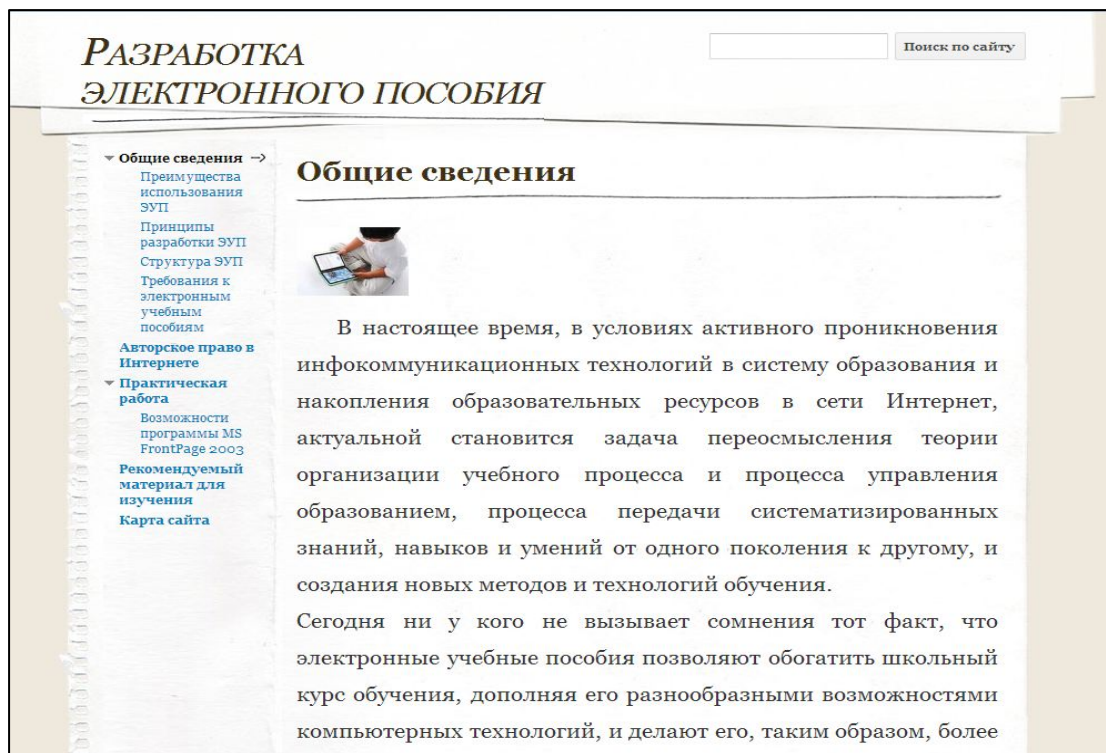 РАЗРАБОТКА
ЭЛЕКТРОННОГО ПОСОБИЯ
Поиск по сайту
Общие сведения
Преимущества
использования
ЭУП
Принципы
разработки ЭУП
Структура ЭУП
Требования к
электронным
учебным
пособиям
Авторское право в
Интернете
Практическая
работа
Возможности
программы MS
FrontPage 2003
Рекомендуемый
материал для
изучения
Карта сайта
Общие сведения
В настоящее время, в условиях активного проникновения
инфокоммуникационных технологий в систему образования и
накопления образовательных ресурсов в сети Интернет,
актуальной становится задача переосмысления теории
организации учебного процесса и процесса управления
образованием, процесса передачи систематизированных
знаний, навыков и умений от одного поколения к другому, и
создания новых методов и технологий обучения.
Сегодня ни у кого не вызывает сомнения тот факт, что
электронные учебные пособия позволяют обогатить школьный
курс обучения, дополняя его разнообразными возможностями
компьютерных технологий, и делают его, таким образом, более